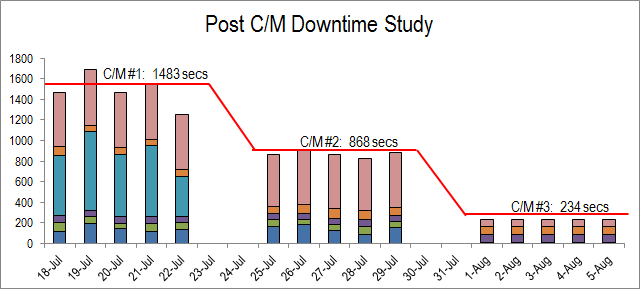 Post C/M Downtime Study
1800
1600
1400
1200
1000
800
600
400
200
0
C/M #1: 1483 secs
C/M #2: 868 secs
C/M #3: 234 secs
18-Jul
19-Jul
20-Jul
21-Jul
22-Jul
23-Jul
24-Jul
25-Jul
26-Jul
27-Jul
28-Jul
29-Jul
30-Jul
31-Jul
1-Aug
2-Aug
3-Aug
4-Aug
5-Aug